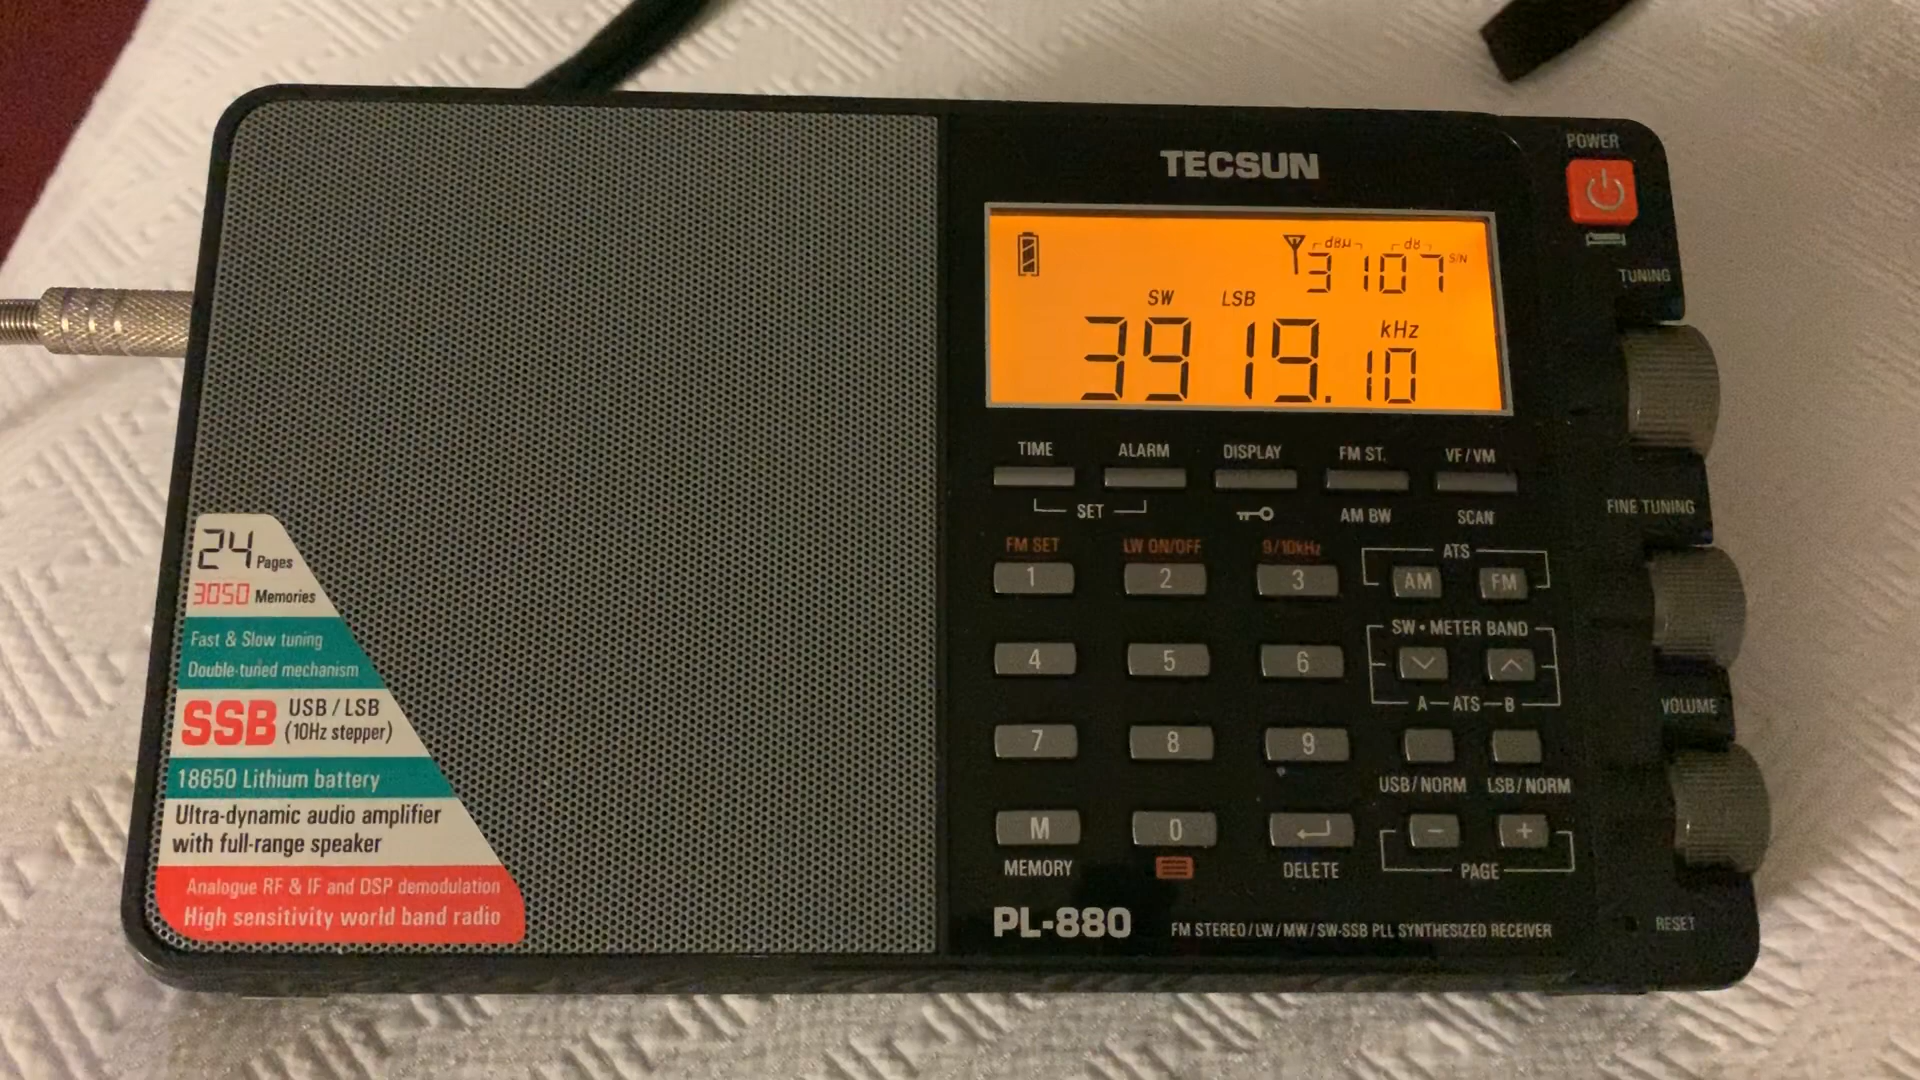 TECSUN
POWER
dBµ dB
3107 S/N
SW LSB
3919.10 kHz
TUNING
TIME ALARM DISPLAY FM ST. VF/VM
SET AM BW SCAN
FINE TUNING
FM SET LW ON/OFF 9/10kHz ATS
1 2 3 AM FM
SW • METER BAND
4 5 6
A—ATS—B
VOLUME
7 8 9
USB/NORM LSB/NORM
M 0 − +
MEMORY DELETE PAGE
PL-880 FM STEREO/LW/MW/SW-SSB PLL SYNTHESIZED RECEIVER
RESET
24 Pages
3050 Memories
Fast & Slow tuning
Double-tuned mechanism
SSB USB / LSB
(10Hz stepper)
18650 Lithium battery
Ultra-dynamic audio amplifier
with full-range speaker
Analogue RF & IF and DSP demodulation
High sensitivity world band radio